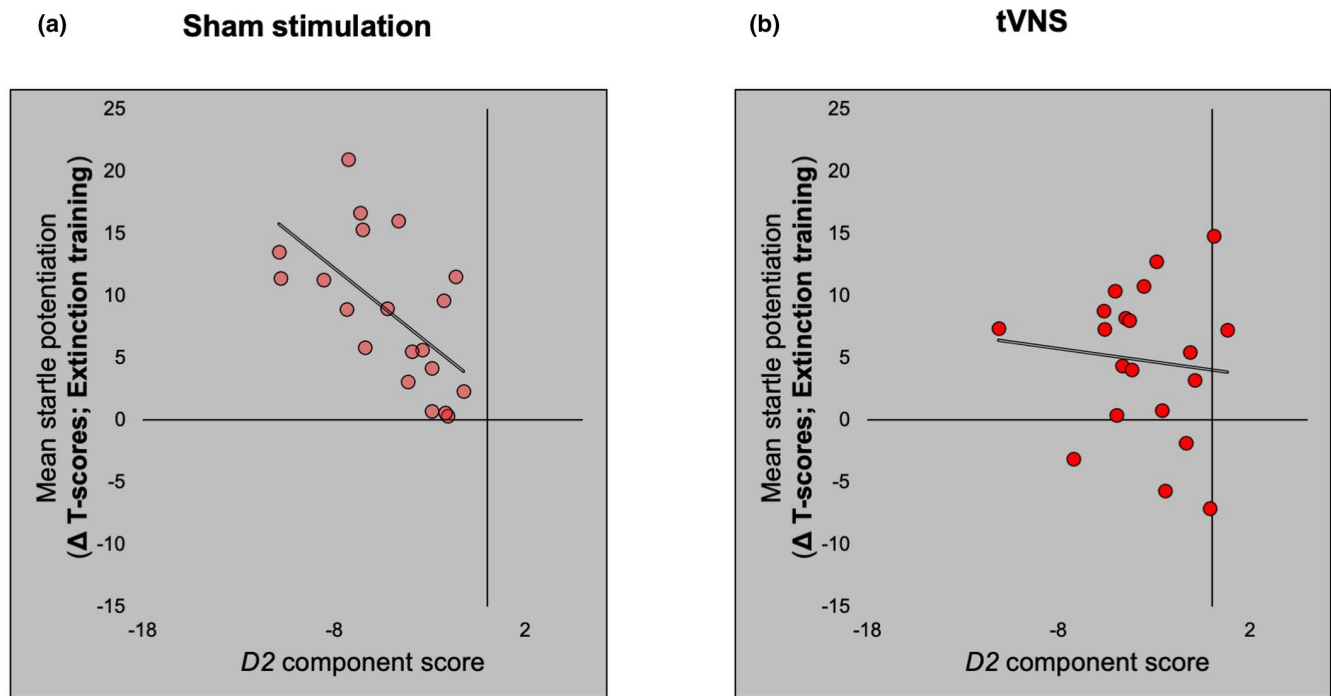 (a)
Sham stimulation
25
20
15
10
5
0
-5
-10
-15
-18
-8
2
Mean startle potentiation
(Δ T-scores; Extinction training)
D2 component score
(b)
tVNS
25
20
15
10
5
0
-5
-10
-15
-18
-8
2
Mean startle potentiation
(Δ T-scores; Extinction training)
D2 component score